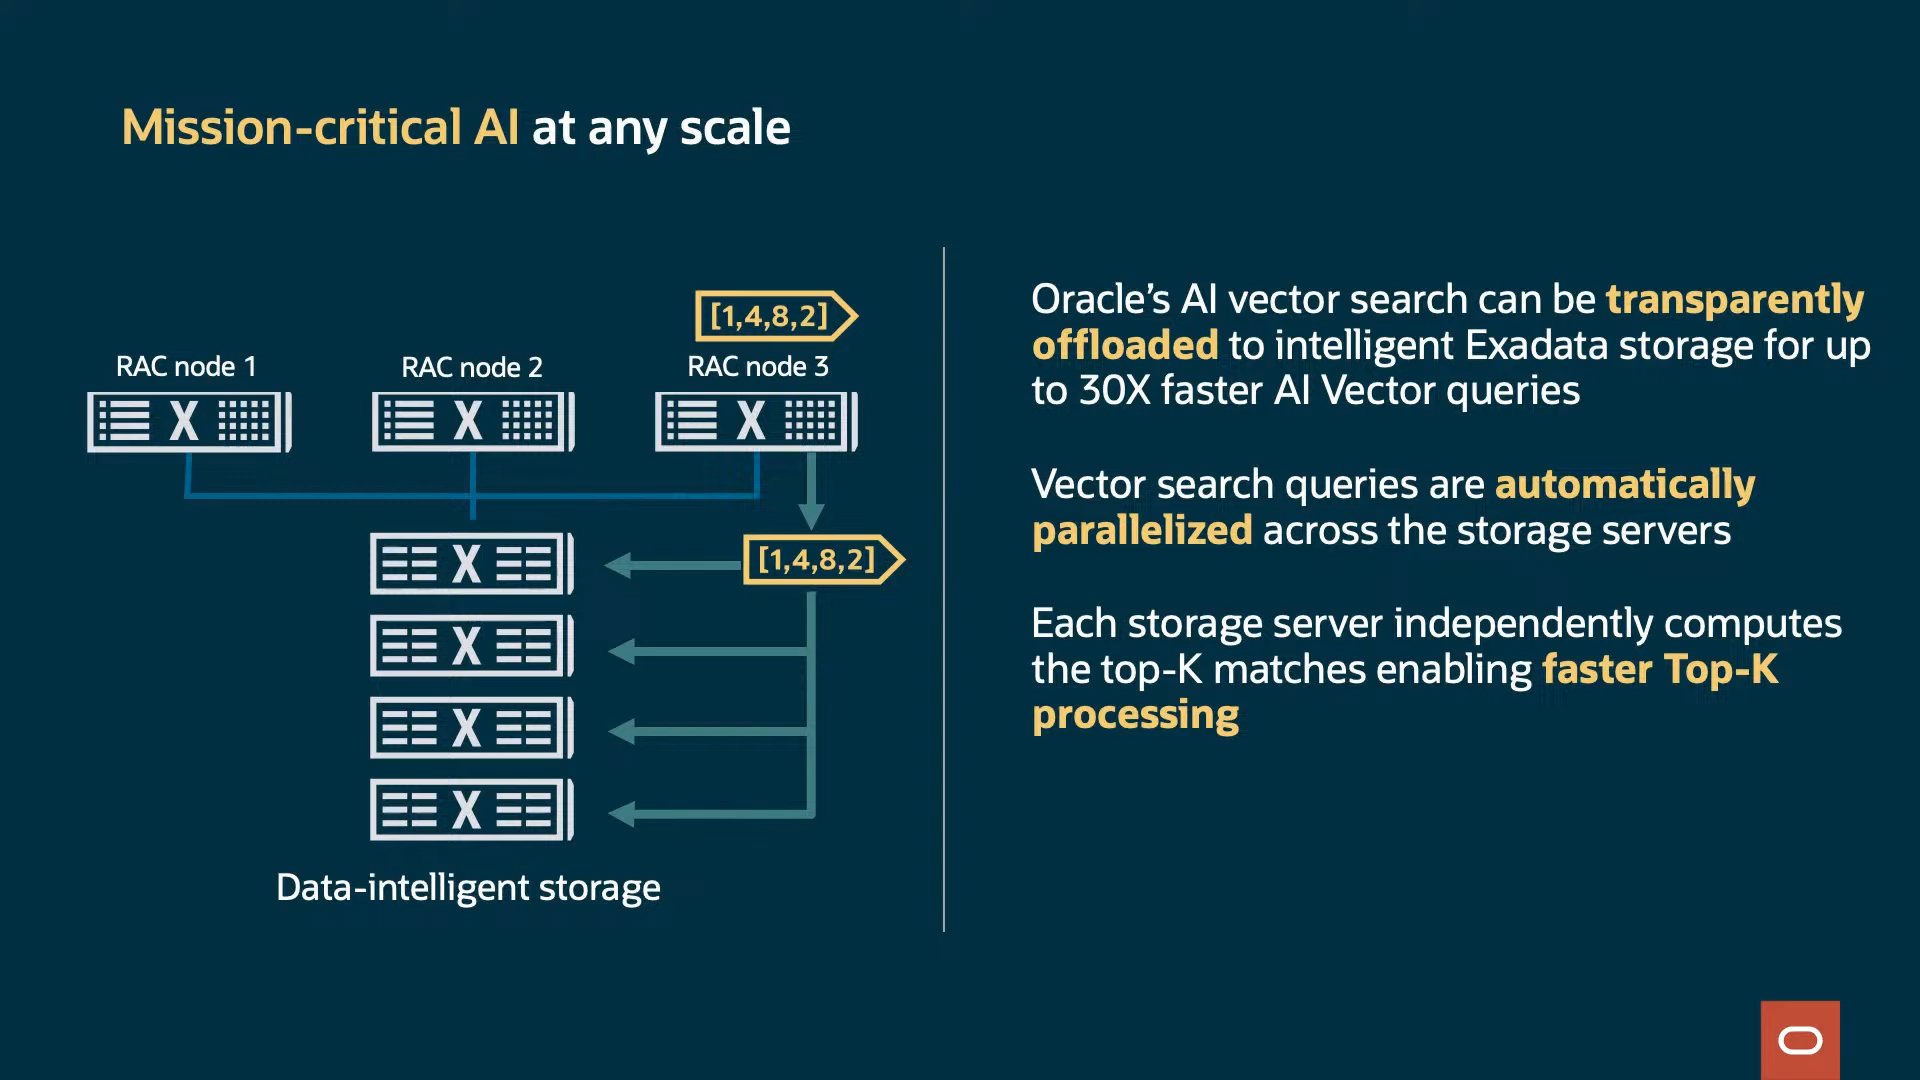 Mission-critical AI at any scale
[1,4,8,2]
RAC node 1
RAC node 2
RAC node 3
[1,4,8,2]
Data-intelligent storage
Oracle’s AI vector search can be transparently
offloaded to intelligent Exadata storage for up
to 30X faster AI Vector queries
Vector search queries are automatically
parallelized across the storage servers
Each storage server independently computes
the top-K matches enabling faster Top-K
processing